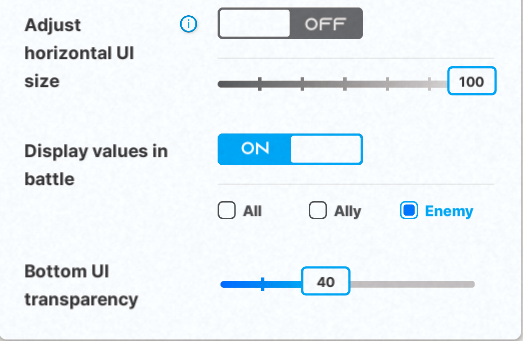 Adjust
horizontal UI
size
OFF
100
Display values in
battle
ON
All
Ally
Enemy
Bottom UI
transparency
40